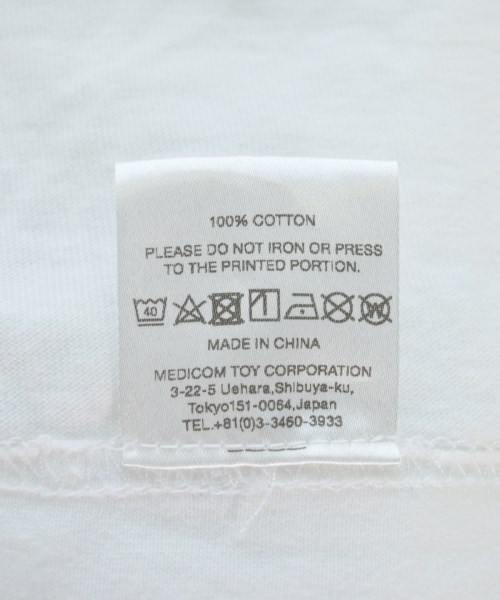 100% COTTON
PLEASE DO NOT IRON OR PRESS
TO THE PRINTED PORTION.
40 W
MADE IN CHINA
MEDICOM TOY CORPORATION
3-22-5 Uehara,Shibuya-ku,
Tokyo151-0064,Japan
TEL.+81(0)3-3460-3933